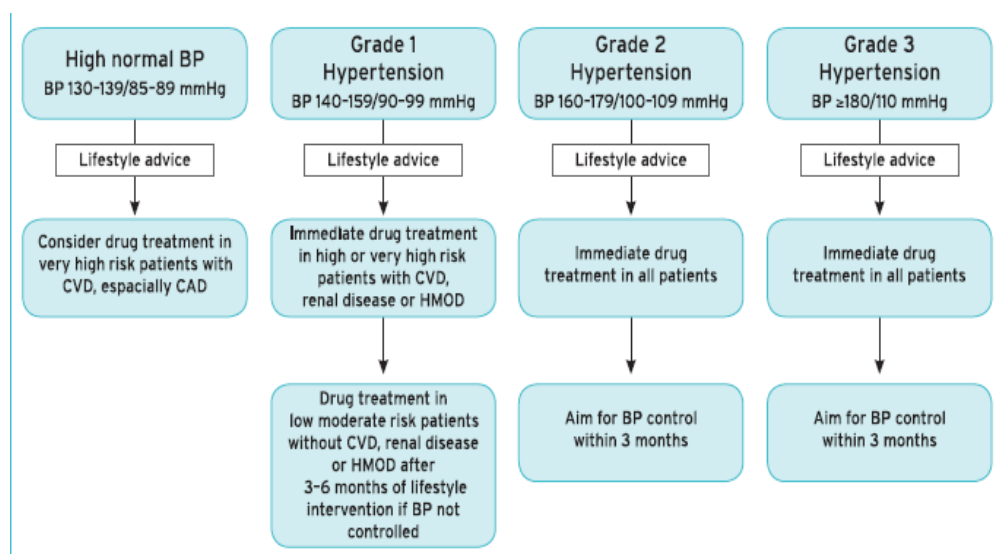 High normal BP
BP 130-139/85-89 mmHg
Lifestyle advice
Consider drug treatment in
very high risk patients with
CVD, espacially CAD
Grade 1
Hypertension
BP 140-159/90-99 mmHg
Lifestyle advice
Immediate drug treatment
in high or very high risk
patients with CVD,
renal disease or HMOD
Drug treatment in
low moderate risk patients
without CVD, renal disease
or HMOD after
3-6 months of lifestyle
intervention if BP not
controlled
Grade 2
Hypertension
BP 160-179/100-109 mmHg
Lifestyle advice
Immediate drug
treatment in all patients
Aim for BP control
within 3 months
Grade 3
Hypertension
BP ≥180/110 mmHg
Lifestyle advice
Immediate drug
treatment in all patients
Aim for BP control
within 3 months